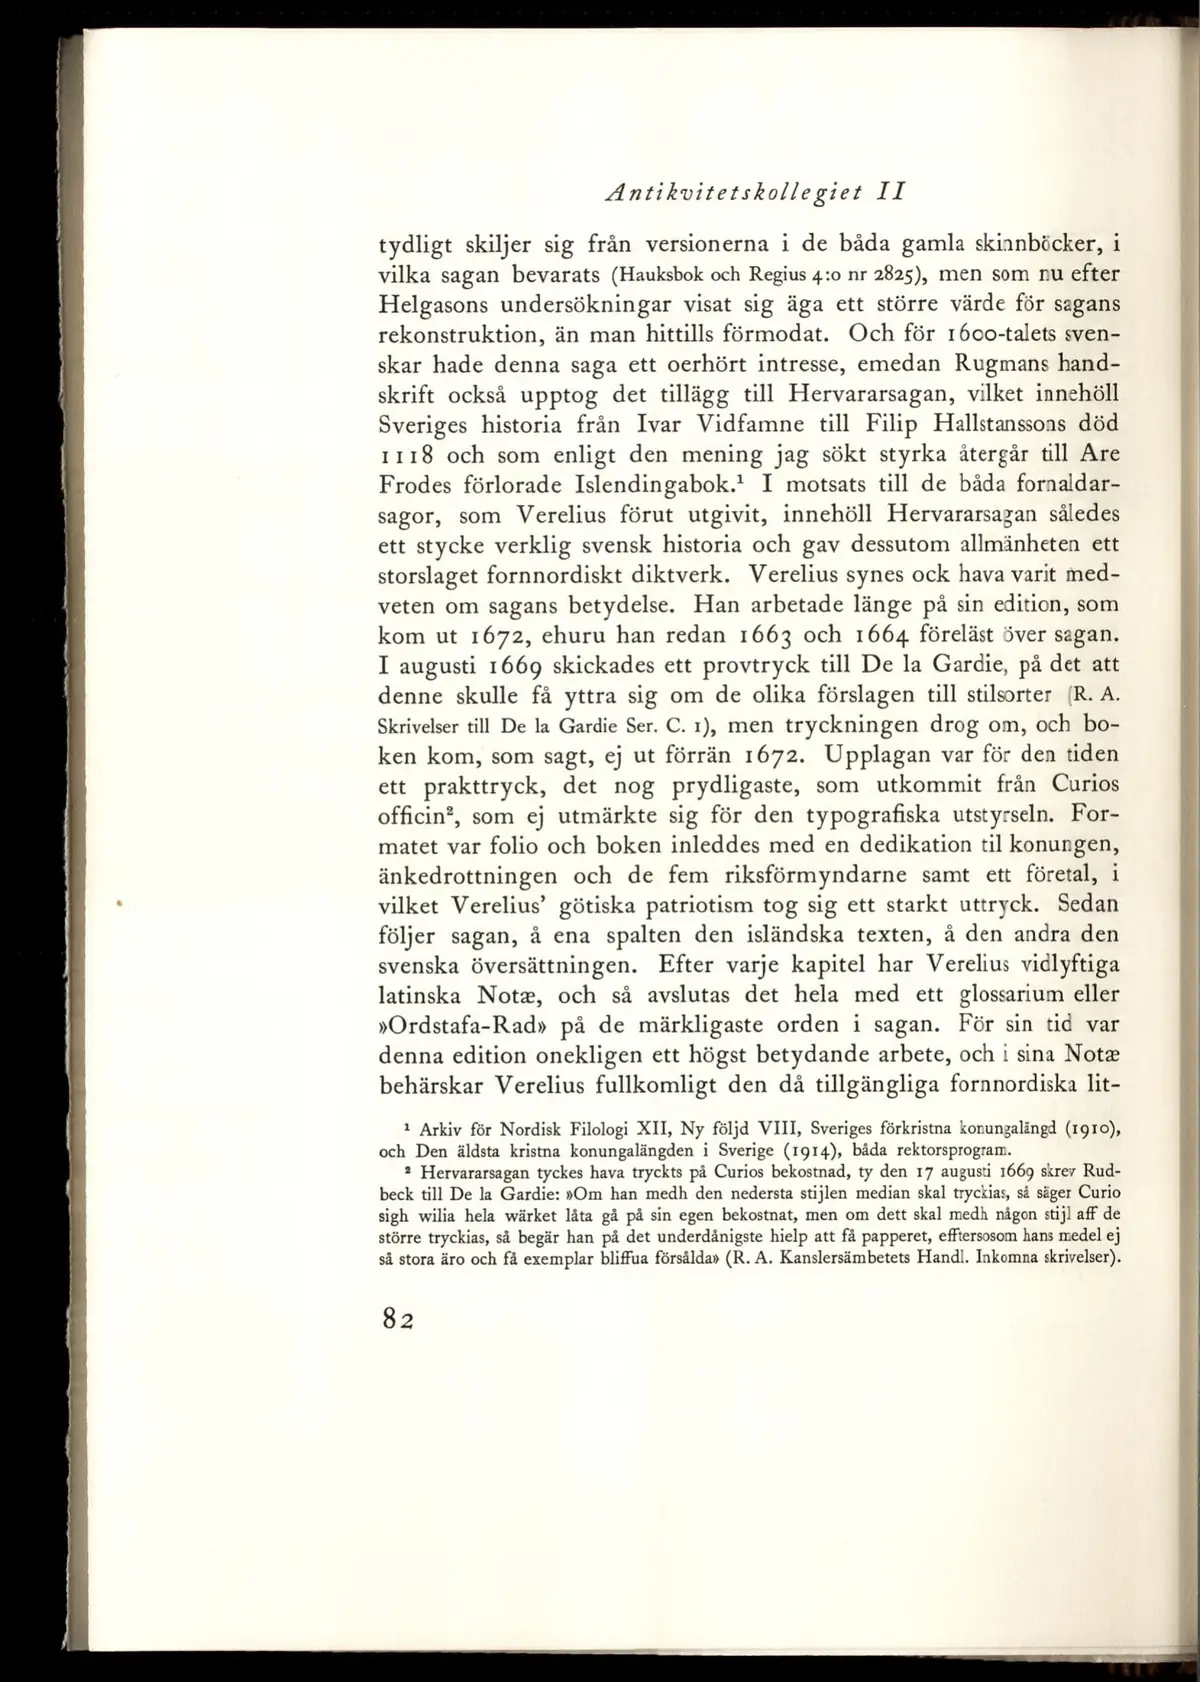 Antikvitetskollegiet II
tydligt skiljer sig från versionerna i de båda gamla skinnböcker, i
vilka sagan bevarats (Hauksbok och Regius 4:o nr 2825), men som nu efter
Helgasons undersökningar visat sig äga ett större värde för sagans
rekonstruktion, än man hittills förmodat. Och för 1600-talets sven-
skar hade denna saga ett oerhört intresse, emedan Rugmans hand-
skrift också upptog det tillägg till Hervararsagan, vilket innehöll
Sveriges historia från Ivar Vidfamne till Filip Hallstanssons död
1118 och som enligt den mening jag sökt styrka återgår till Are
Frodes förlorade Islendingabok.¹ I motsats till de båda fornaldar-
sagor, som Verelius förut utgivit, innehöll Hervararsagan således
ett stycke verklig svensk historia och gav dessutom allmänheten ett
storslaget fornnordiskt diktverk. Verelius synes ock hava varit med-
veten om sagans betydelse. Han arbetade länge på sin edition, som
kom ut 1672, ehuru han redan 1663 och 1664 föreläst över sagan.
I augusti 1669 skickades ett provtryck till De la Gardie, på det att
denne skulle få yttra sig om de olika förslagen till stilsorter (R. A.
Skrivelser till De la Gardie Ser. C. 1), men tryckningen drog om, och bo-
ken kom, som sagt, ej ut förrän 1672. Upplagan var för den tiden
ett prakttryck, det nog prydligaste, som utkommit från Curios
officin², som ej utmärkte sig för den typografiska utstyrseln. For-
matet var folio och boken inleddes med en dedikation til konungen,
änkedrottningen och de fem riksförmyndarne samt ett företal, i
vilket Verelius’ götiska patriotism tog sig ett starkt uttryck. Sedan
följer sagan, å ena spalten den isländska texten, å den andra den
svenska översättningen. Efter varje kapitel har Verelius vidlyftiga
latinska Notæ, och så avslutas det hela med ett glossarium eller
»Ordstafa-Rad» på de märkligaste orden i sagan. För sin tid var
denna edition onekligen ett högst betydande arbete, och i sina Notæ
behärskar Verelius fullkomligt den då tillgängliga fornnordiska lit-
¹ Arkiv för Nordisk Filologi XII, Ny följd VIII, Sveriges förkristna konungalängd (1910),
och Den äldsta kristna konungalängden i Sverige (1914), båda rektorsprogram.
² Hervararsagan tyckes hava tryckts på Curios bekostnad, ty den 17 augusti 1669 skrev Rud-
beck till De la Gardie: »Om han medh den nedersta stijlen median skal tryckias, så säger Curio
sigh wilia hela wärket låta gå på sin egen bekostnat, men om dett skal medh någon stijl aff de
större tryckias, så begär han på det underdånigste hielp att få papperet, efftersosom hans medel ej
så stora äro och få exemplar bliffua försålda» (R. A. Kanslersämbetets Handl. Inkomna skrivelser).
82